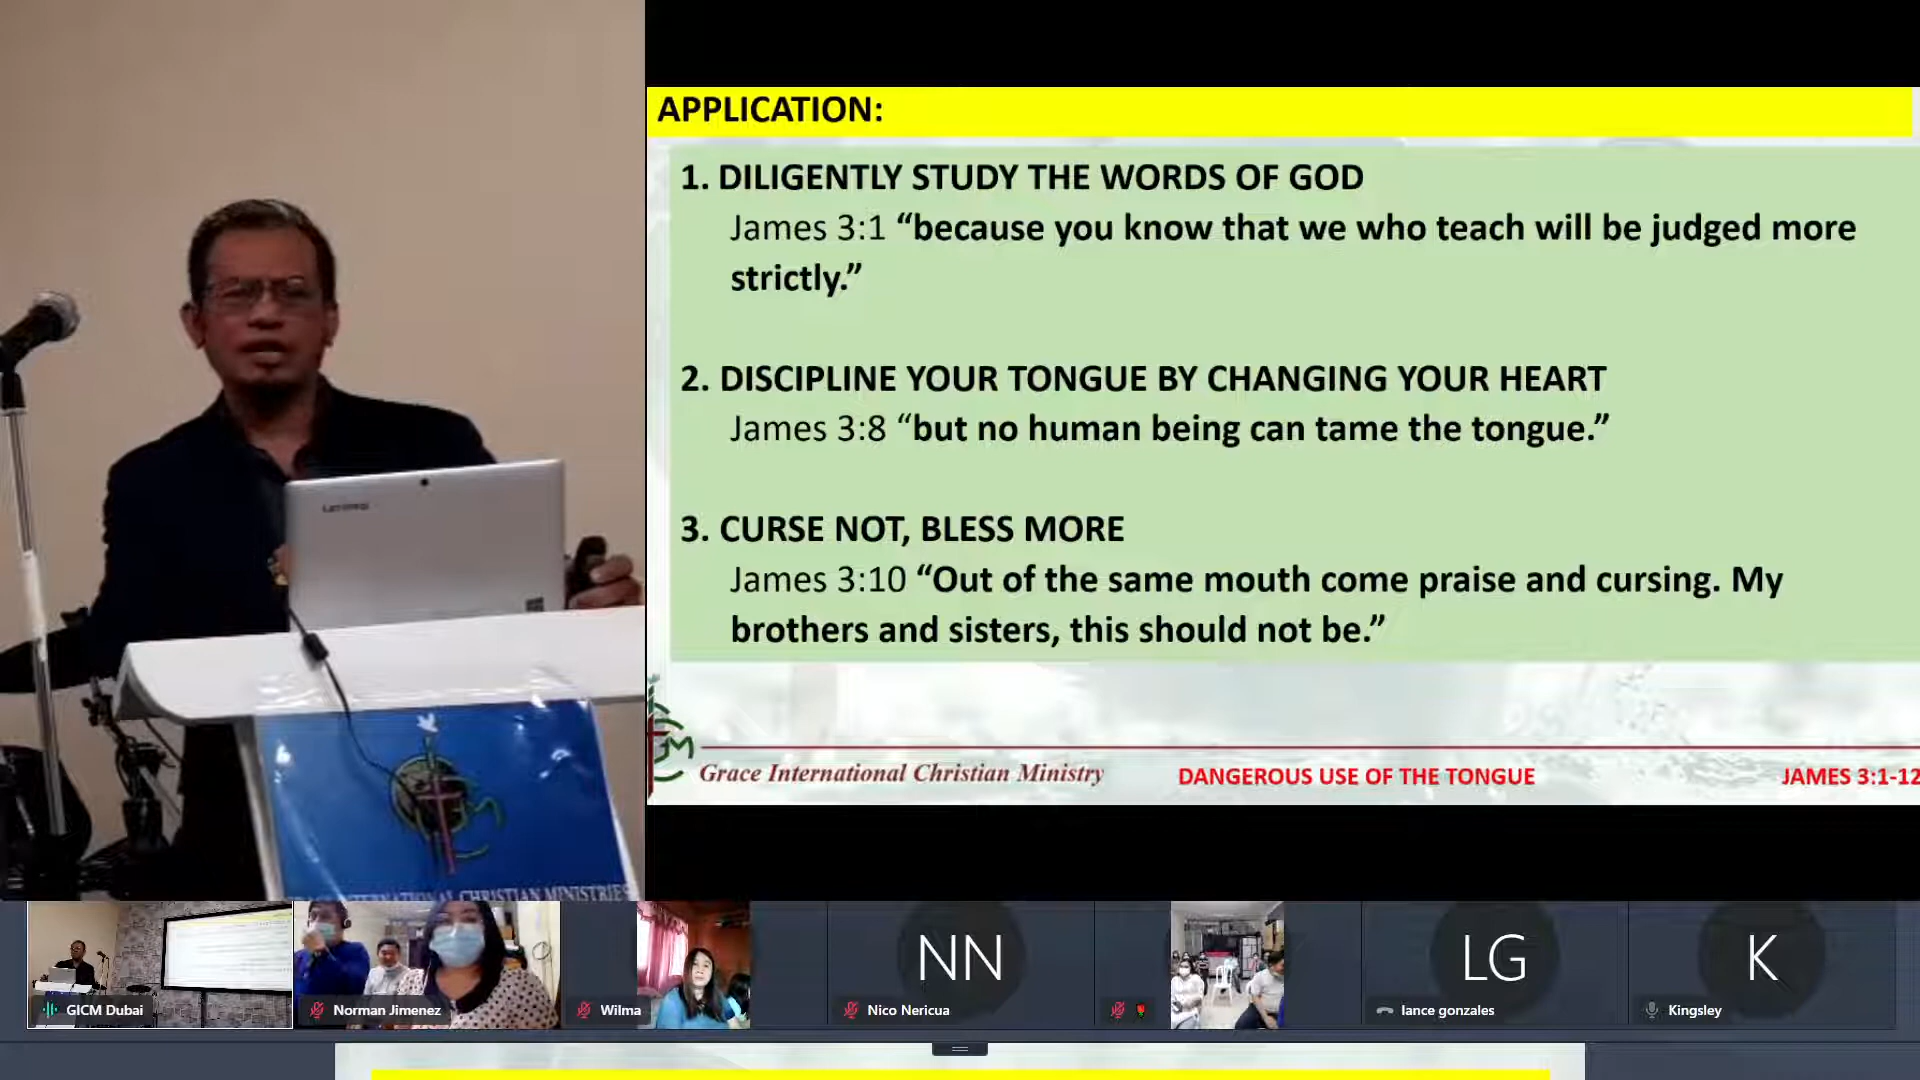 APPLICATION:
1. DILIGENTLY STUDY THE WORDS OF GOD
James 3:1 “because you know that we who teach will be judged more
strictly.”
2. DISCIPLINE YOUR TONGUE BY CHANGING YOUR HEART
James 3:8 “but no human being can tame the tongue.”
3. CURSE NOT, BLESS MORE
James 3:10 “Out of the same mouth come praise and cursing. My
brothers and sisters, this should not be.”
Grace International Christian Ministry
DANGEROUS USE OF THE TONGUE
JAMES 3:1-12
Lenovo
INTERNATIONAL CHRISTIAN MINISTRIES
GICM Dubai
Norman Jimenez
Wilma
NN
Nico Nericua
LG
lance gonzales
K
Kingsley